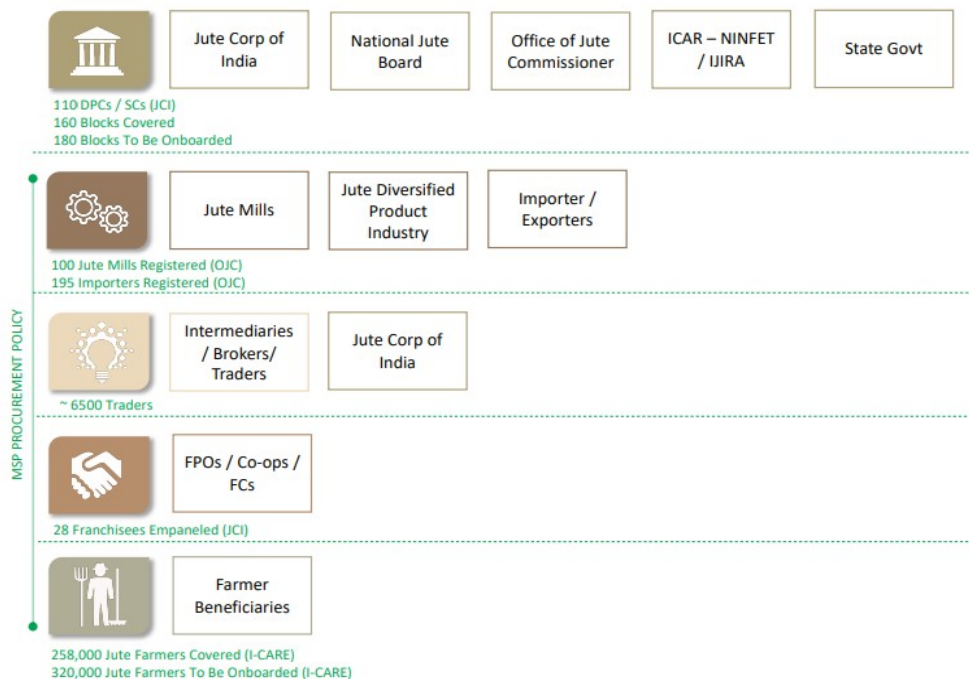 Jute Corp of
India
National Jute
Board
Office of Jute
Commissioner
ICAR – NINFET
/ IJIRA
State Govt
110 DPCs / SCs (JCI)
160 Blocks Covered
180 Blocks To Be Onboarded
MSP PROCUREMENT POLICY
Jute Mills
Jute Diversified
Product
Industry
Importer /
Exporters
100 Jute Mills Registered (OJC)
195 Importers Registered (OJC)
Intermediaries
/ Brokers/
Traders
Jute Corp of
India
~ 6500 Traders
FPOs / Co-ops /
FCs
28 Franchisees Empaneled (JCI)
Farmer
Beneficiaries
258,000 Jute Farmers Covered (I-CARE)
320,000 Jute Farmers To Be Onboarded (I-CARE)